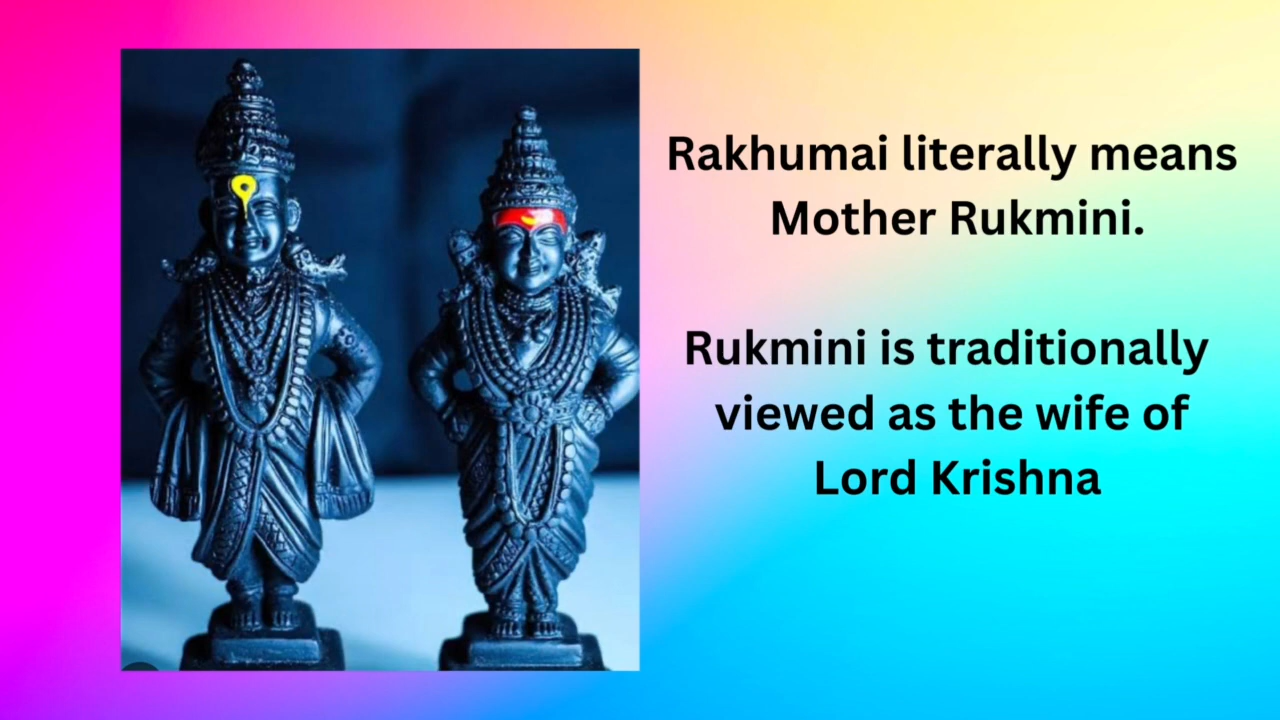 Rakhumai literally means
Mother Rukmini.
Rukmini is traditionally
viewed as the wife of
Lord Krishna